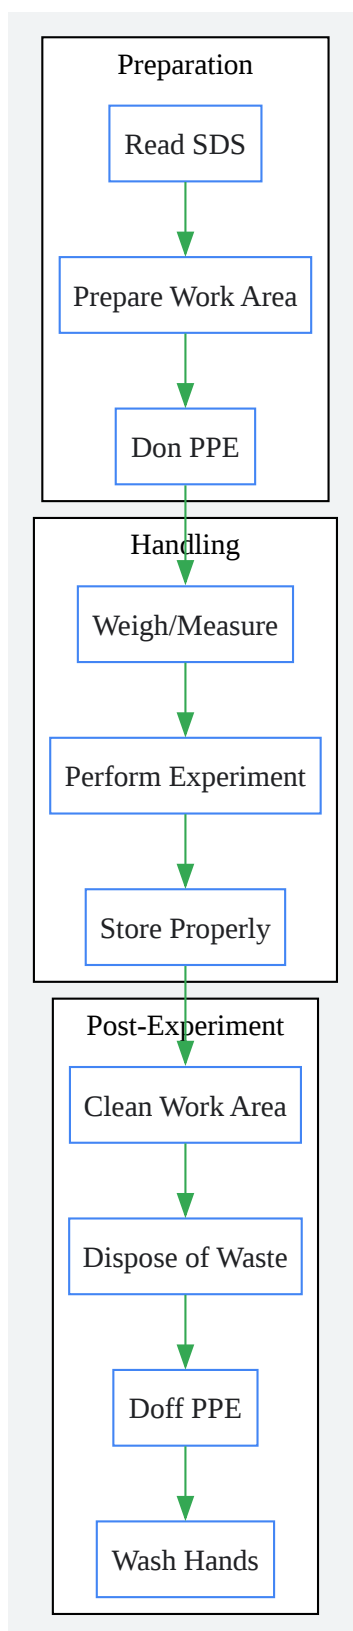 Preparation
Read SDS
Prepare Work Area
Don PPE
Handling
Weigh/Measure
Perform Experiment
Store Properly
Post-Experiment
Clean Work Area
Dispose of Waste
Doff PPE
Wash Hands